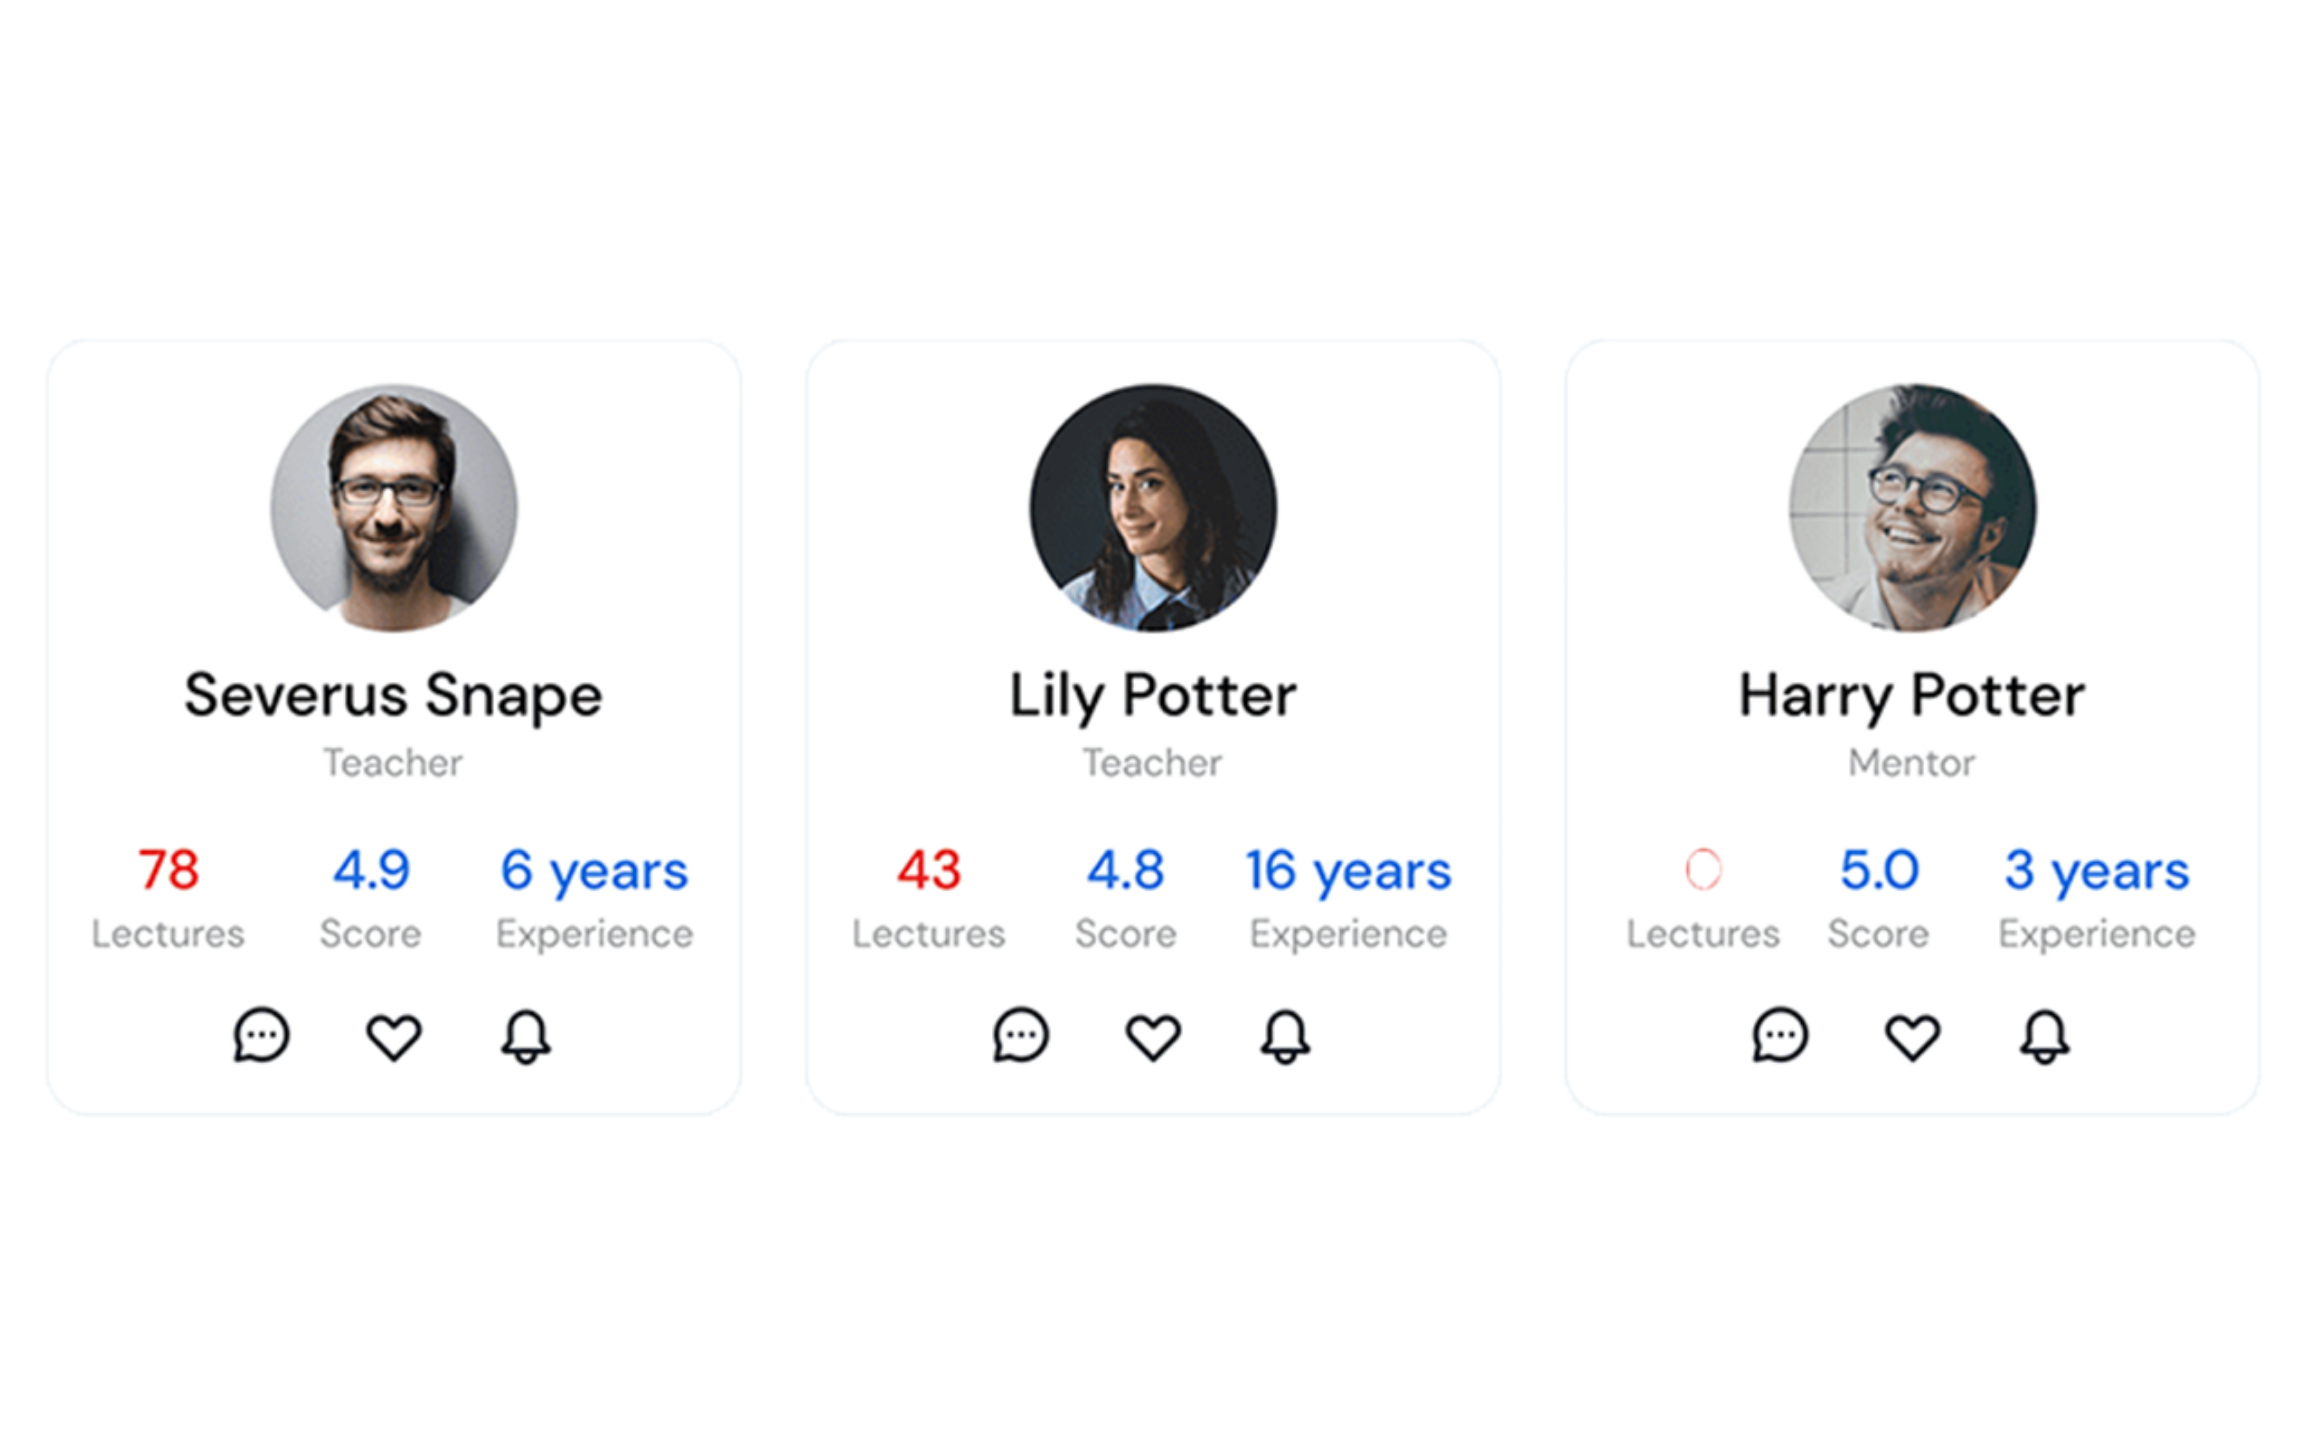 Severus Snape
Teacher
78 4.9 6 years
Lectures Score Experience
Lily Potter
Teacher
43 4.8 16 years
Lectures Score Experience
Harry Potter
Mentor
0 5.0 3 years
Lectures Score Experience